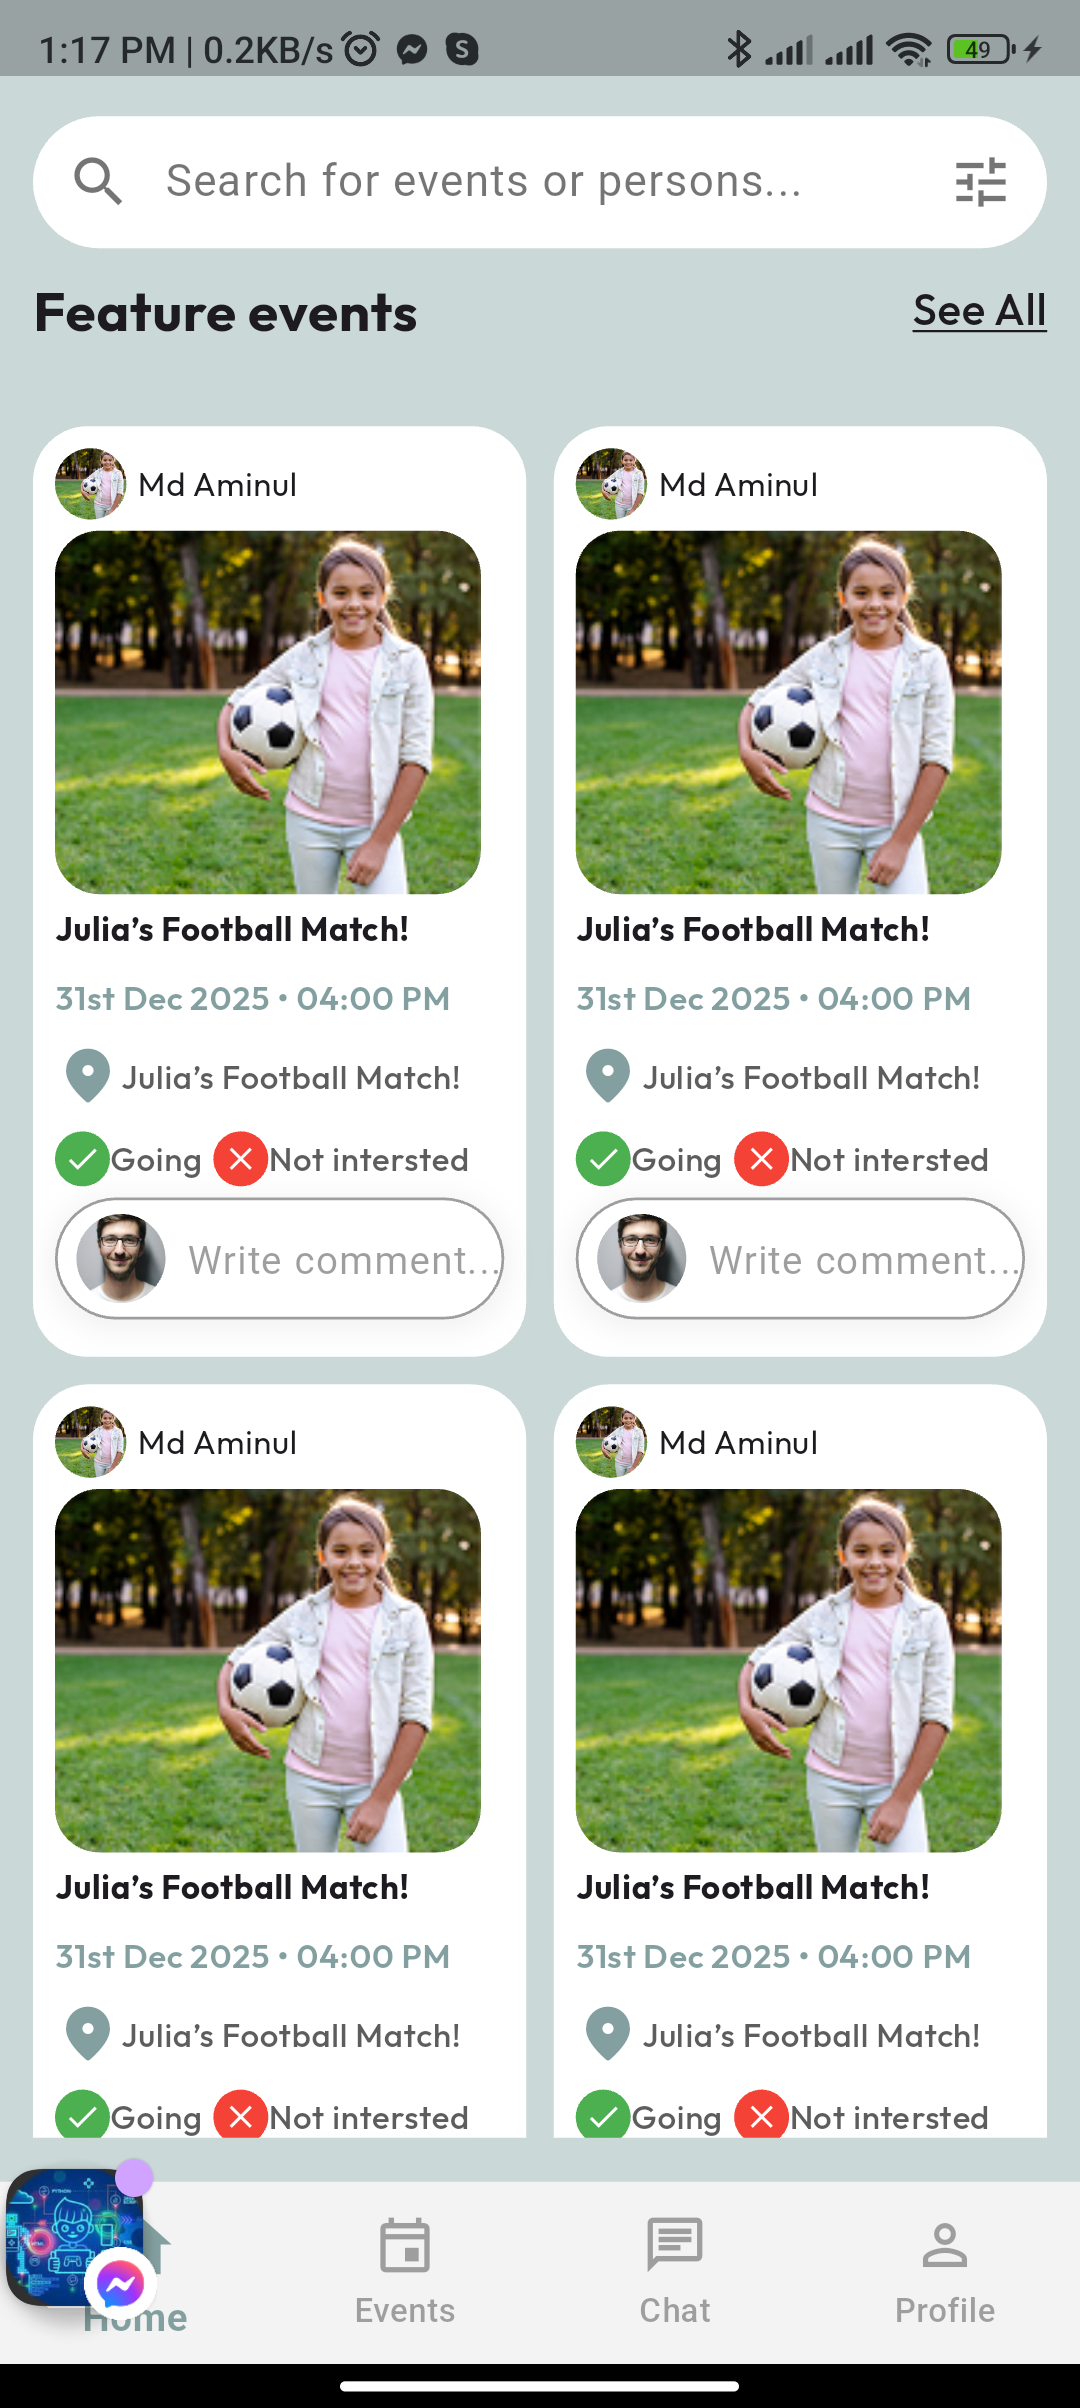 1:17 PM | 0.2KB/s
49
Search for events or persons...
Feature events
See All
Md Aminul
Julia's Football Match!
31st Dec 2025 • 04:00 PM
Julia's Football Match!
Going Not intersted
Write comment...
Md Aminul
Julia's Football Match!
31st Dec 2025 • 04:00 PM
Julia's Football Match!
Going Not intersted
Write comment...
Md Aminul
Julia's Football Match!
31st Dec 2025 • 04:00 PM
Julia's Football Match!
Going Not intersted
Md Aminul
Julia's Football Match!
31st Dec 2025 • 04:00 PM
Julia's Football Match!
Going Not intersted
Home
Events
Chat
Profile